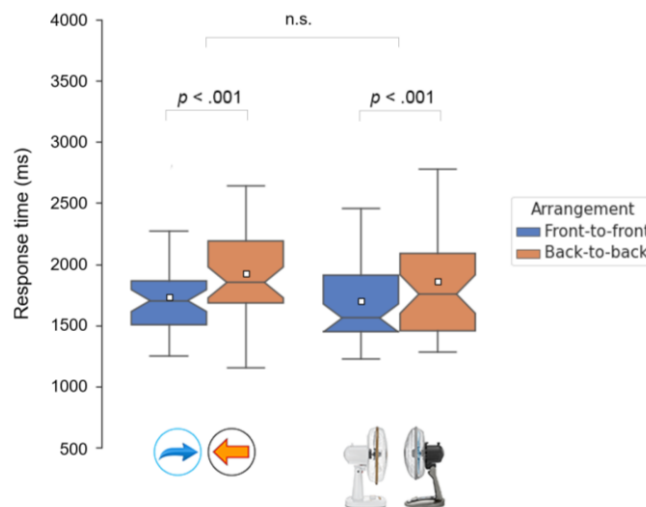 n.s.
p < .001
p < .001
Response time (ms)
4000
3500
3000
2500
2000
1500
1000
500
Arrangement
Front-to-front
Back-to-back